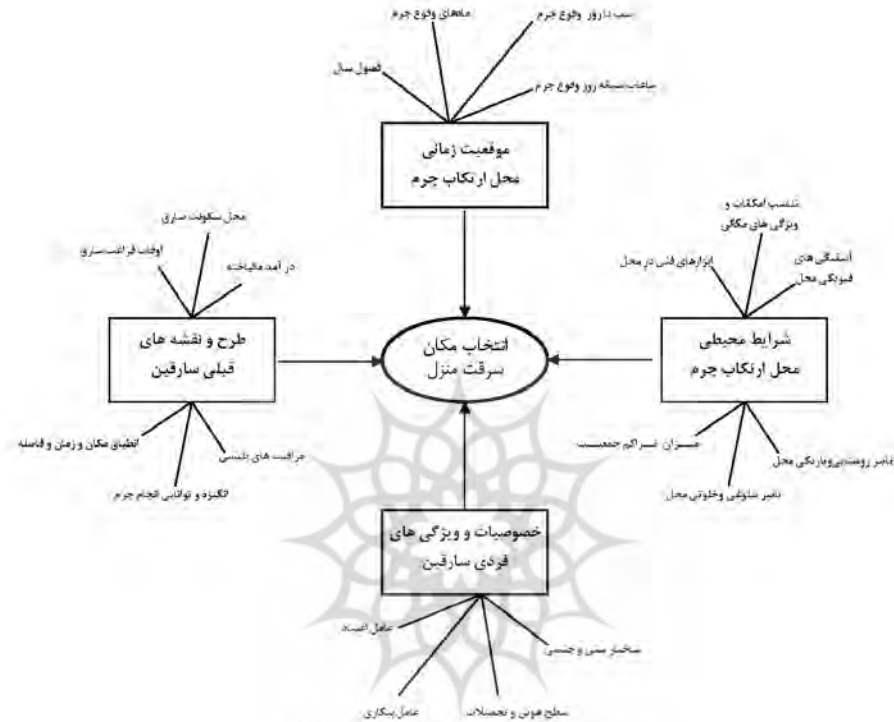 ماههای وقوع جرم
شب یا روز وقوع جرم
فصول سال
ساعات شبانه روز وقوع جرم
موقعیت زمانی
محل ارتکاب جرم
تناسب امکانات و
ویژگی های مکانی
ابزارهای فنی در محل
آشفتگی های
فیزیکی محل
شرایط محیطی
محل ارتکاب جرم
میزان تراکم جمعیت
تاثیر روشنایی و تاریکی محل
تاثیر شلوغی و خلوتی محل
انتخاب مکان
سرقت منزل
محل سکونت سارق
اوقات فراغت سارق
در آمد مالباخته
طرح و نقشه های
قبلی سارقین
انطباق مکان و زمان و فاصله
مراقبت های پلیسی
انگیزه و توانایی انجام جرم
خصوصیات و ویژگی های
فردی سارقین
عامل اعتیاد
ساختار سنی و جنسی
عامل بیکاری
سطح هوش و تحصیلات